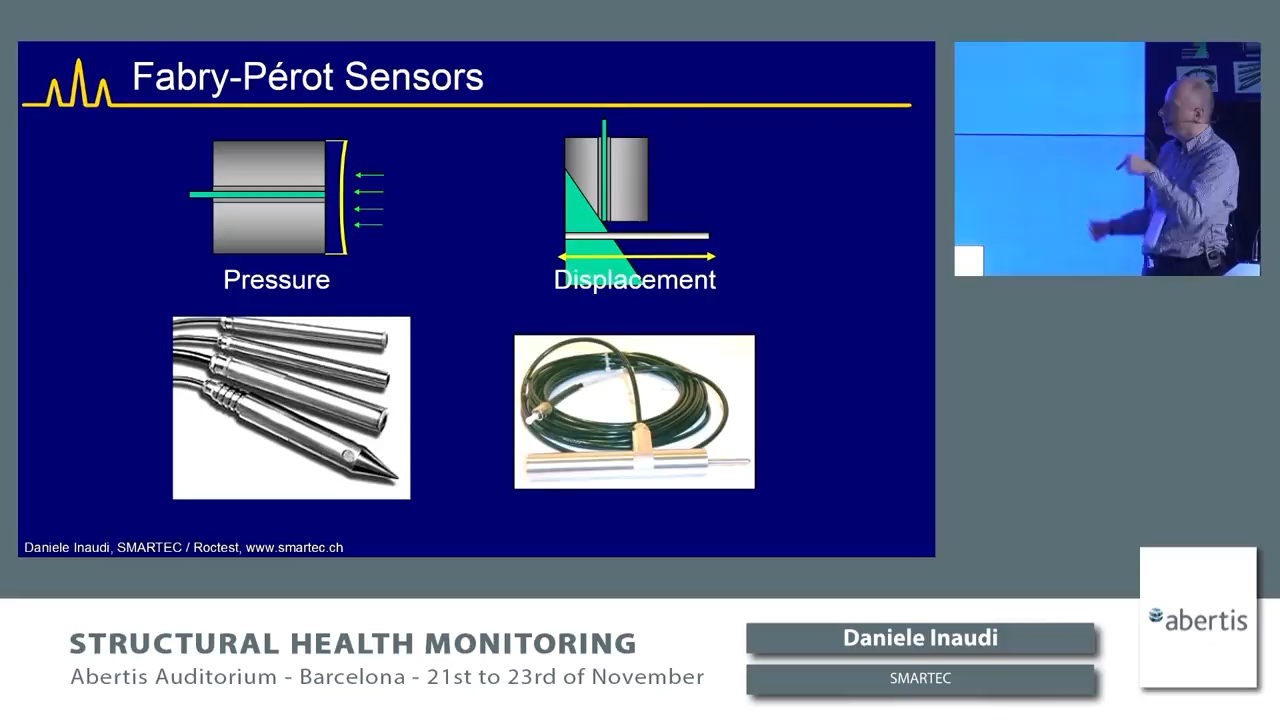 Fabry-Pérot Sensors
Pressure
Displacement
Daniele Inaudi, SMARTEC / Roctest, www.smartec.ch
STRUCTURAL HEALTH MONITORING
Abertis Auditorium - Barcelona - 21st to 23rd of November
Daniele Inaudi
SMARTEC
abertis